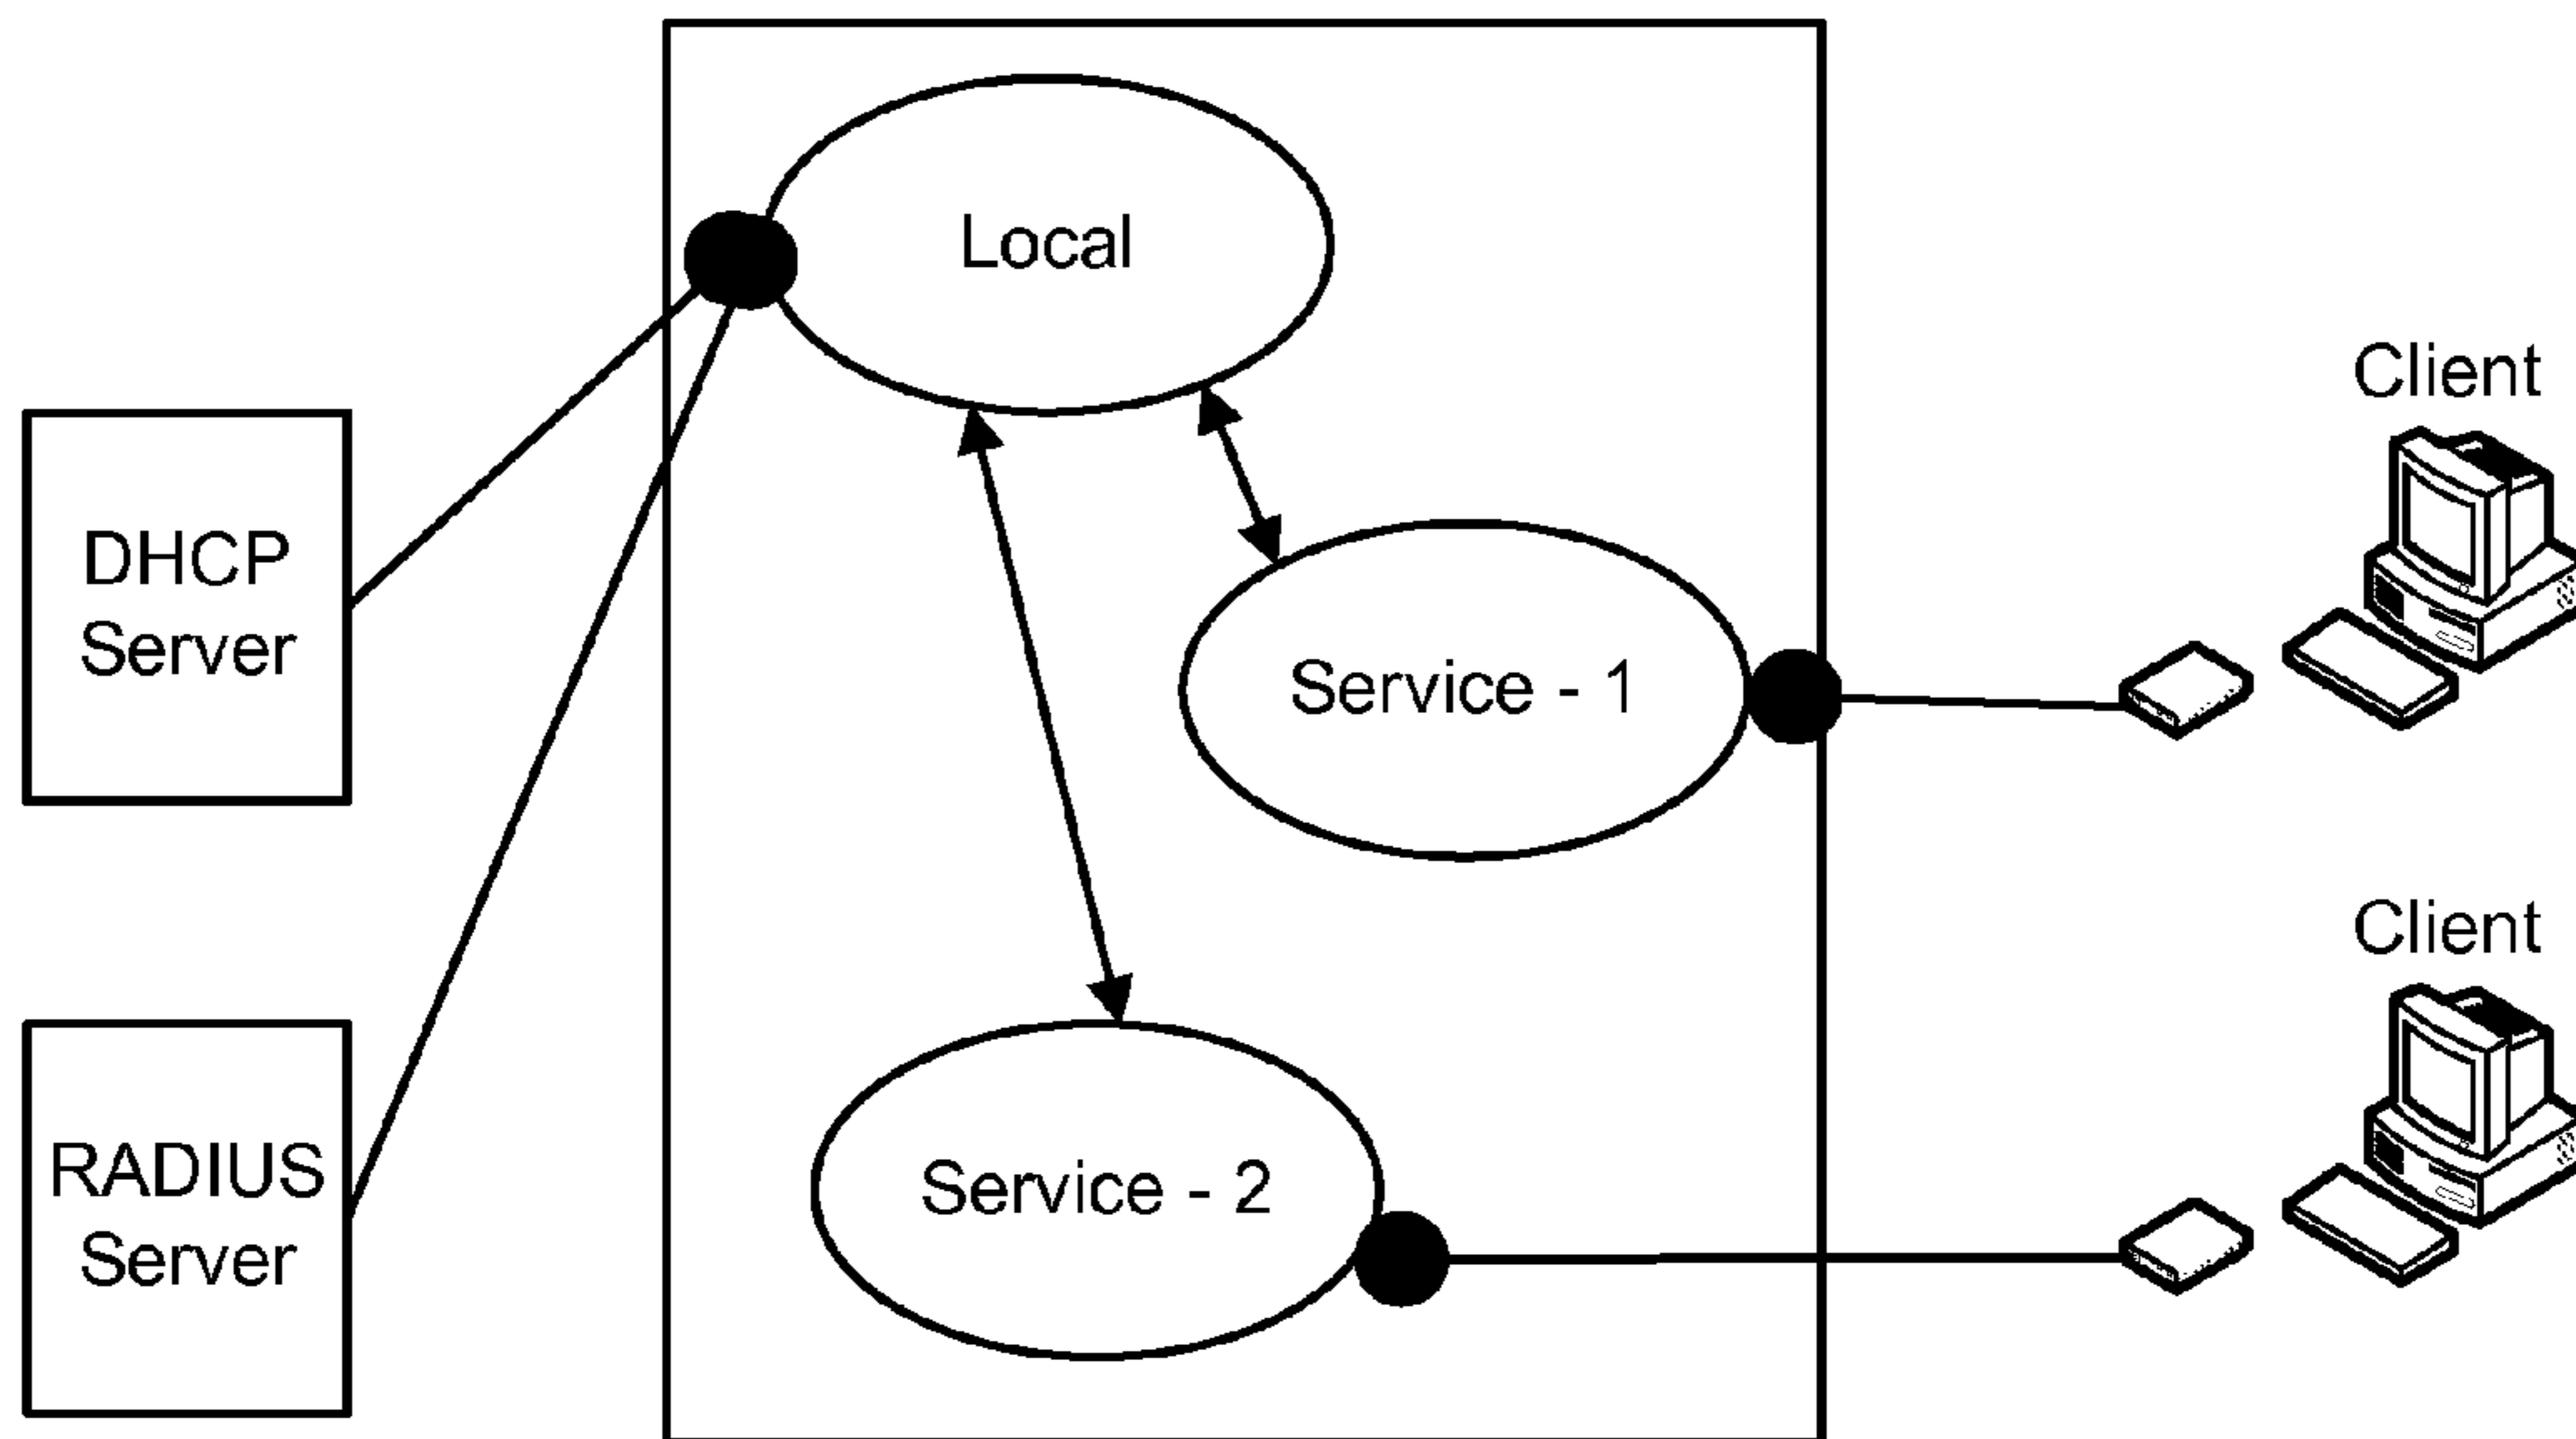 Local
Client
DHCP
Server
Service - 1
Client
RADIUS
Server
Service - 2